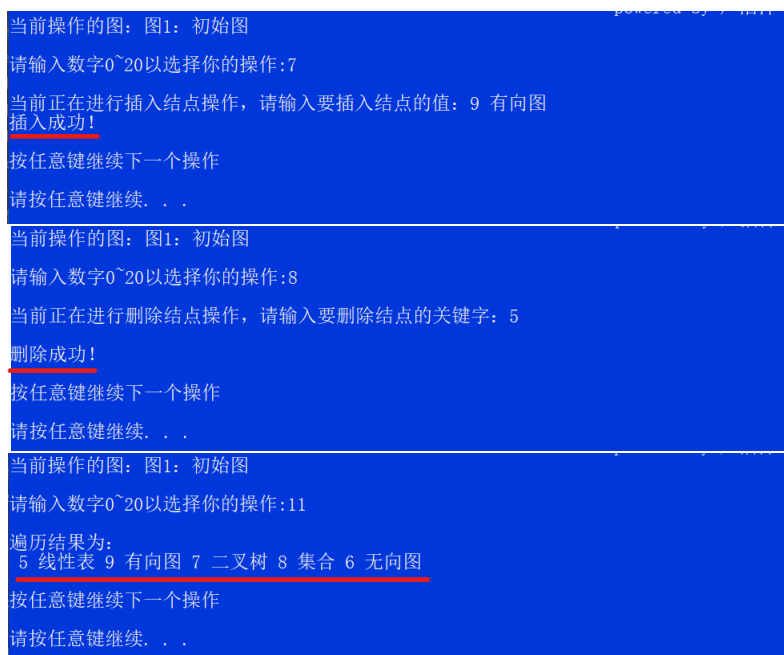 当前操作的图：图1：初始图
请输入数字0~20以选择你的操作:7
当前正在进行插入结点操作，请输入要插入结点的值：9 有向图
插入成功！
按任意键继续下一个操作
请按任意键继续. . .
当前操作的图：图1：初始图
请输入数字0~20以选择你的操作:8
当前正在进行删除结点操作，请输入要删除结点的关键字：5
删除成功！
按任意键继续下一个操作
请按任意键继续. . .
当前操作的图：图1：初始图
请输入数字0~20以选择你的操作:11
遍历结果为：
5 线性表 9 有向图 7 二叉树 8 集合 6 无向图
按任意键继续下一个操作
请按任意键继续. . .